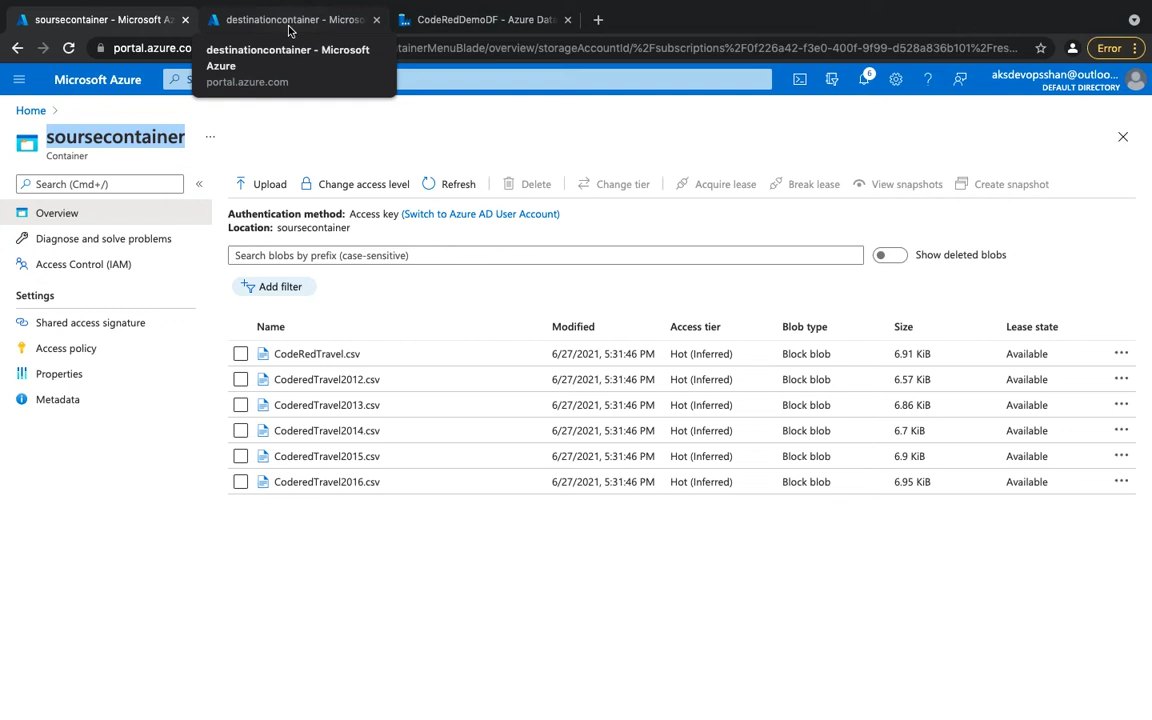 soursecontainer - Microsoft Az
destinationcontainer - Microso
CodeRedDemoDF - Azure Data
portal.azure.co
ntainerMenuBlade/overview/storageAccountId/%2Fsubscriptions%2F0f226a42-f3e0-400f-9f99-d528a836b101%2Fres...
Error
destinationcontainer - Microsoft
Azure
portal.azure.com
Microsoft Azure
S
6
aksdevopsshan@outloo...
DEFAULT DIRECTORY
Home
soursecontainer
...
Container
Search (Cmd+/)
«
Upload
Change access level
Refresh
Delete
Change tier
Acquire lease
Break lease
View snapshots
Create snapshot
Overview
Diagnose and solve problems
Access Control (IAM)
Settings
Shared access signature
Access policy
Properties
Metadata
Authentication method: Access key (Switch to Azure AD User Account)
Location: soursecontainer
Search blobs by prefix (case-sensitive)
Show deleted blobs
Add filter
Name Modified Access tier Blob type Size Lease state
CodeRedTravel.csv 6/27/2021, 5:31:46 PM Hot (Inferred) Block blob 6.91 KiB Available ...
CoderedTravel2012.csv 6/27/2021, 5:31:46 PM Hot (Inferred) Block blob 6.57 KiB Available ...
CoderedTravel2013.csv 6/27/2021, 5:31:46 PM Hot (Inferred) Block blob 6.86 KiB Available ...
CoderedTravel2014.csv 6/27/2021, 5:31:46 PM Hot (Inferred) Block blob 6.7 KiB Available ...
CoderedTravel2015.csv 6/27/2021, 5:31:46 PM Hot (Inferred) Block blob 6.9 KiB Available ...
CoderedTravel2016.csv 6/27/2021, 5:31:46 PM Hot (Inferred) Block blob 6.95 KiB Available ...